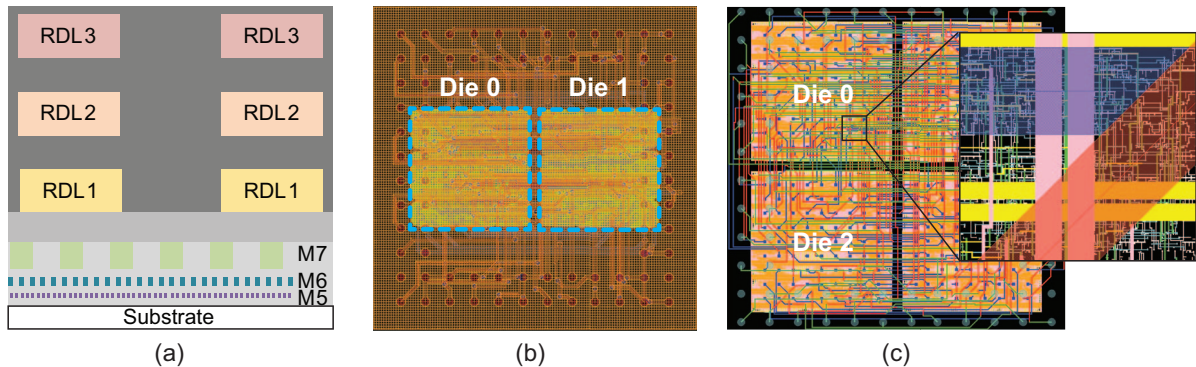 RDL3 RDL3
RDL2 RDL2
RDL1 RDL1
M7
M6
M5
Substrate
(a)
Die 0 Die 1
(b)
Die 0
Die 2
(c)